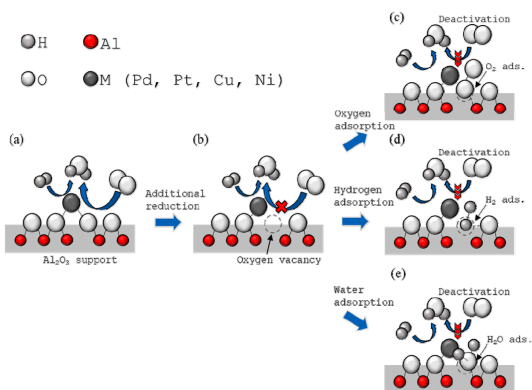 H
Al
O
M (Pd, Pt, Cu, Ni)
(a)
Al₂O₃ support
Additional
reduction
(b)
Oxygen vacancy
Oxygen
adsorption
Hydrogen
adsorption
Water
adsorption
(c)
Deactivation
O₂ ads.
(d)
Deactivation
H₂ ads.
(e)
Deactivation
H₂O ads.